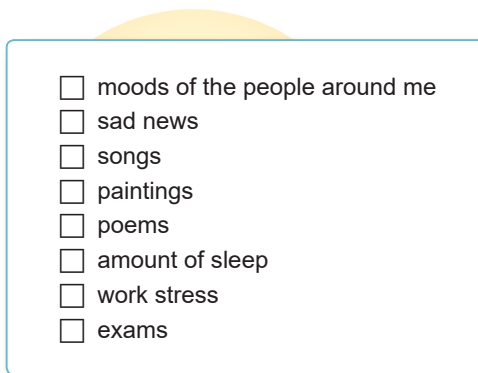 moods of the people around me
sad news
songs
paintings
poems
amount of sleep
work stress
exams